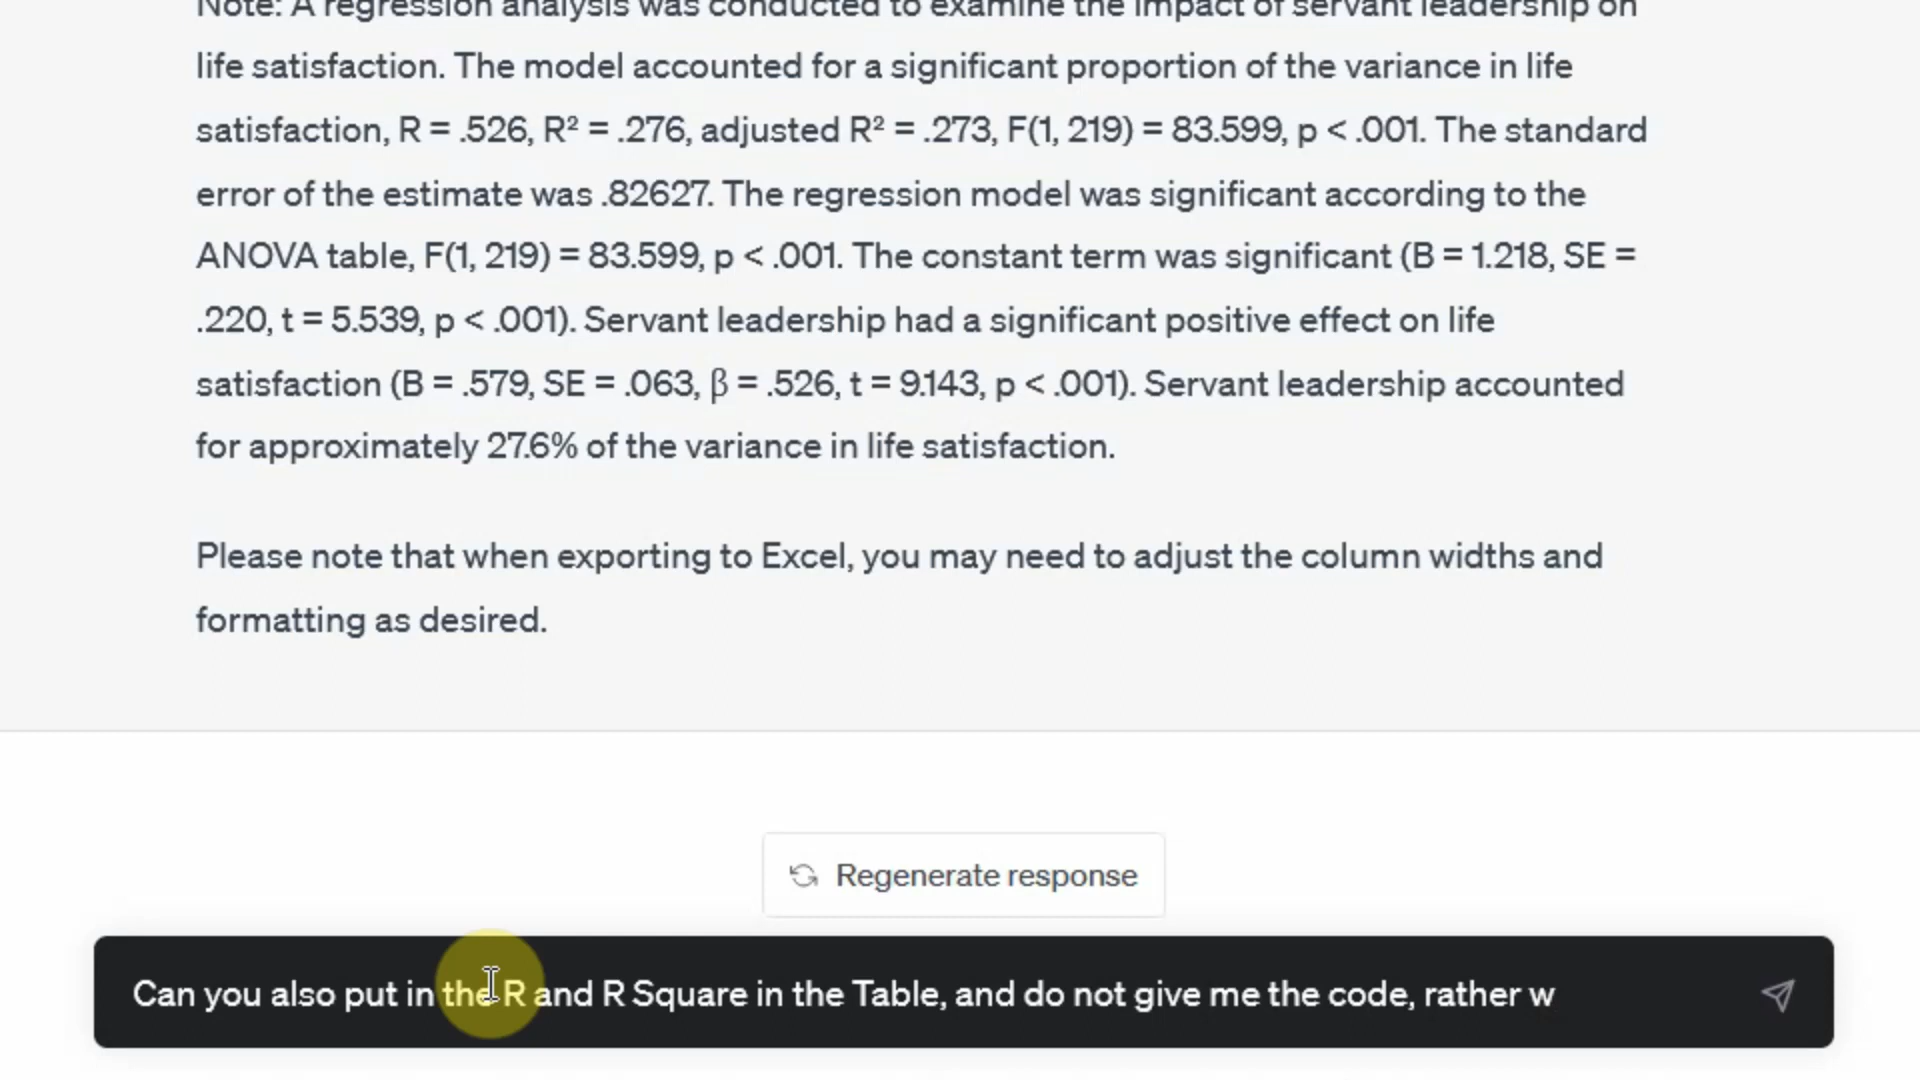 Note: A regression analysis was conducted to examine the impact of servant leadership on
life satisfaction. The model accounted for a significant proportion of the variance in life
satisfaction, R = .526, R² = .276, adjusted R² = .273, F(1, 219) = 83.599, p < .001. The standard
error of the estimate was .82627. The regression model was significant according to the
ANOVA table, F(1, 219) = 83.599, p < .001. The constant term was significant (B = 1.218, SE =
.220, t = 5.539, p < .001). Servant leadership had a significant positive effect on life
satisfaction (B = .579, SE = .063, β = .526, t = 9.143, p < .001). Servant leadership accounted
for approximately 27.6% of the variance in life satisfaction.
Please note that when exporting to Excel, you may need to adjust the column widths and
formatting as desired.
Regenerate response
Can you also put in the R and R Square in the Table, and do not give me the code, rather w